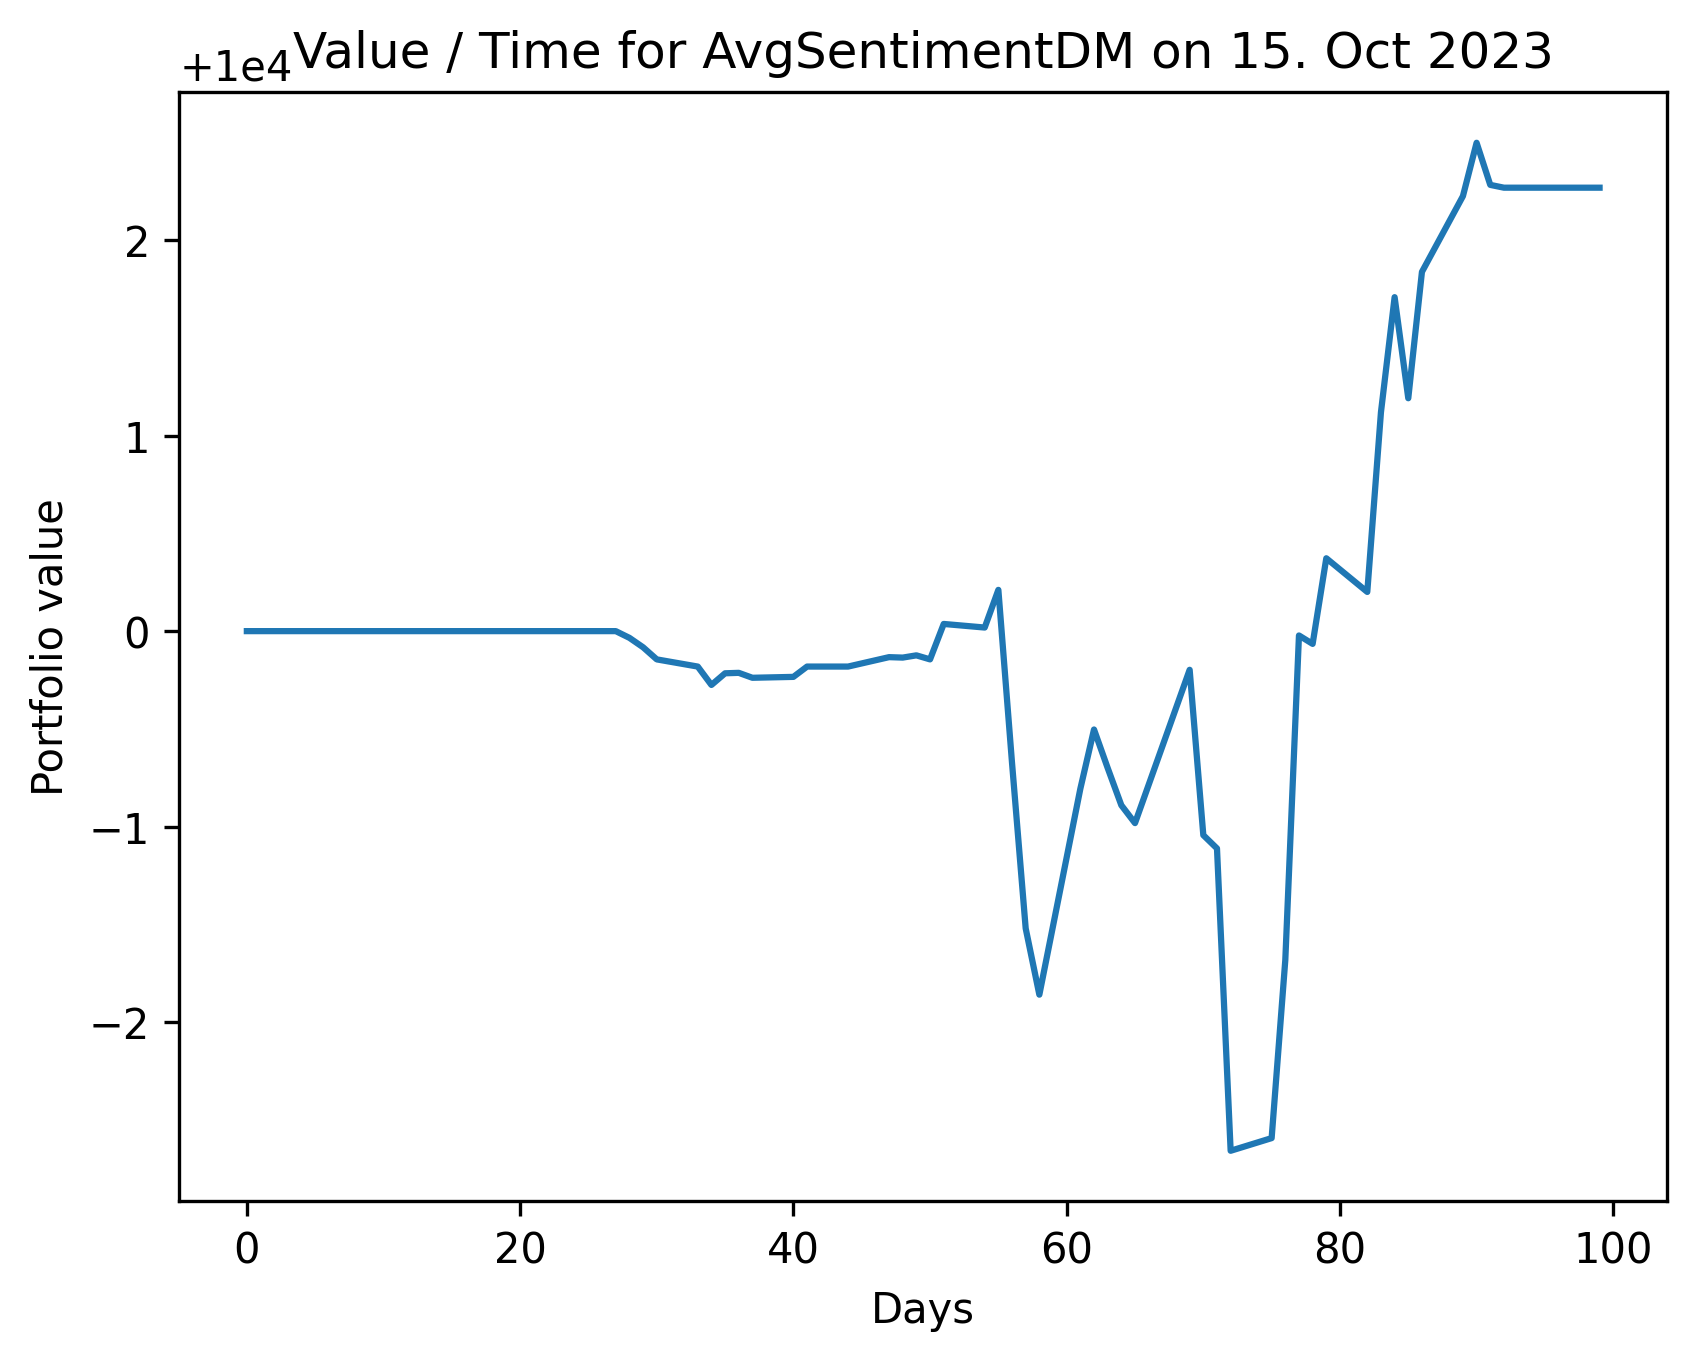 Value / Time for AvgSentimentDM on 15. Oct 2023
+1e4
2
1
0
−1
−2
Portfolio value
0 20 40 60 80 100
Days